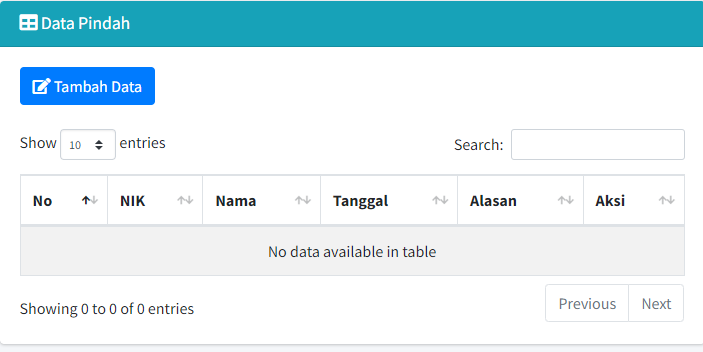 Data Pindah
Tambah Data
Show 10 entries Search:
No NIK Nama Tanggal Alasan Aksi
No data available in table
Showing 0 to 0 of 0 entries Previous Next